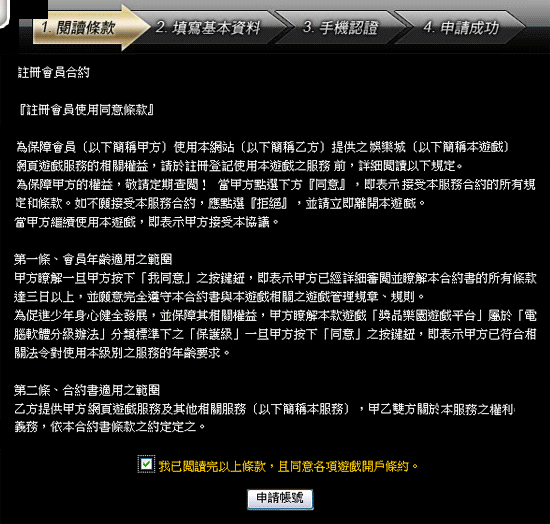 1. 閱讀條款
2. 填寫基本資料
3. 手機認證
4. 申請成功
註冊會員合約
『註冊會員使用同意條款』
為保障會員〔以下簡稱甲方〕使用本網站〔以下簡稱乙方〕提供之娛樂城〔以下簡稱本遊戲〕
網頁遊戲服務的相關權益，請於註冊登記使用本遊戲之服務 前，詳細閱讀以下規定。
為保障甲方的權益，敬請定期查閱！ 當甲方點選下方『同意』，即表示接受本服務合約的所有規
定和條款。如不願接受本服務合約，應點選『拒絕』，並請立即離開本遊戲。
當甲方繼續使用本遊戲，即表示甲方接受本協議。
第一條、會員年齡適用之範圍
甲方瞭解一旦甲方按下「我同意」之按鍵鈕，即表示甲方已經詳細審閱並瞭解本合約書的所有條款
達三日以上，並願意完全遵守本合約書與本遊戲相關之遊戲管理規章、規則。
為促進少年身心健全發展，並保障其相關權益，甲方瞭解本款遊戲「獎品樂園遊戲平台」屬於「電
腦軟體分級辦法」分類標準下之「保護級」一旦甲方按下「同意」之按鍵鈕，即表示甲方已符合相
關法令對使用本級別之服務的年齡要求。
第二條、合約書適用之範圍
乙方提供甲方網頁遊戲服務及其他相關服務〔以下簡稱本服務〕，甲乙雙方關於本服務之權利
義務，依本合約書條款之約定定之。
我已閱讀完以上條款，且同意各項遊戲開戶條約。
申請帳號